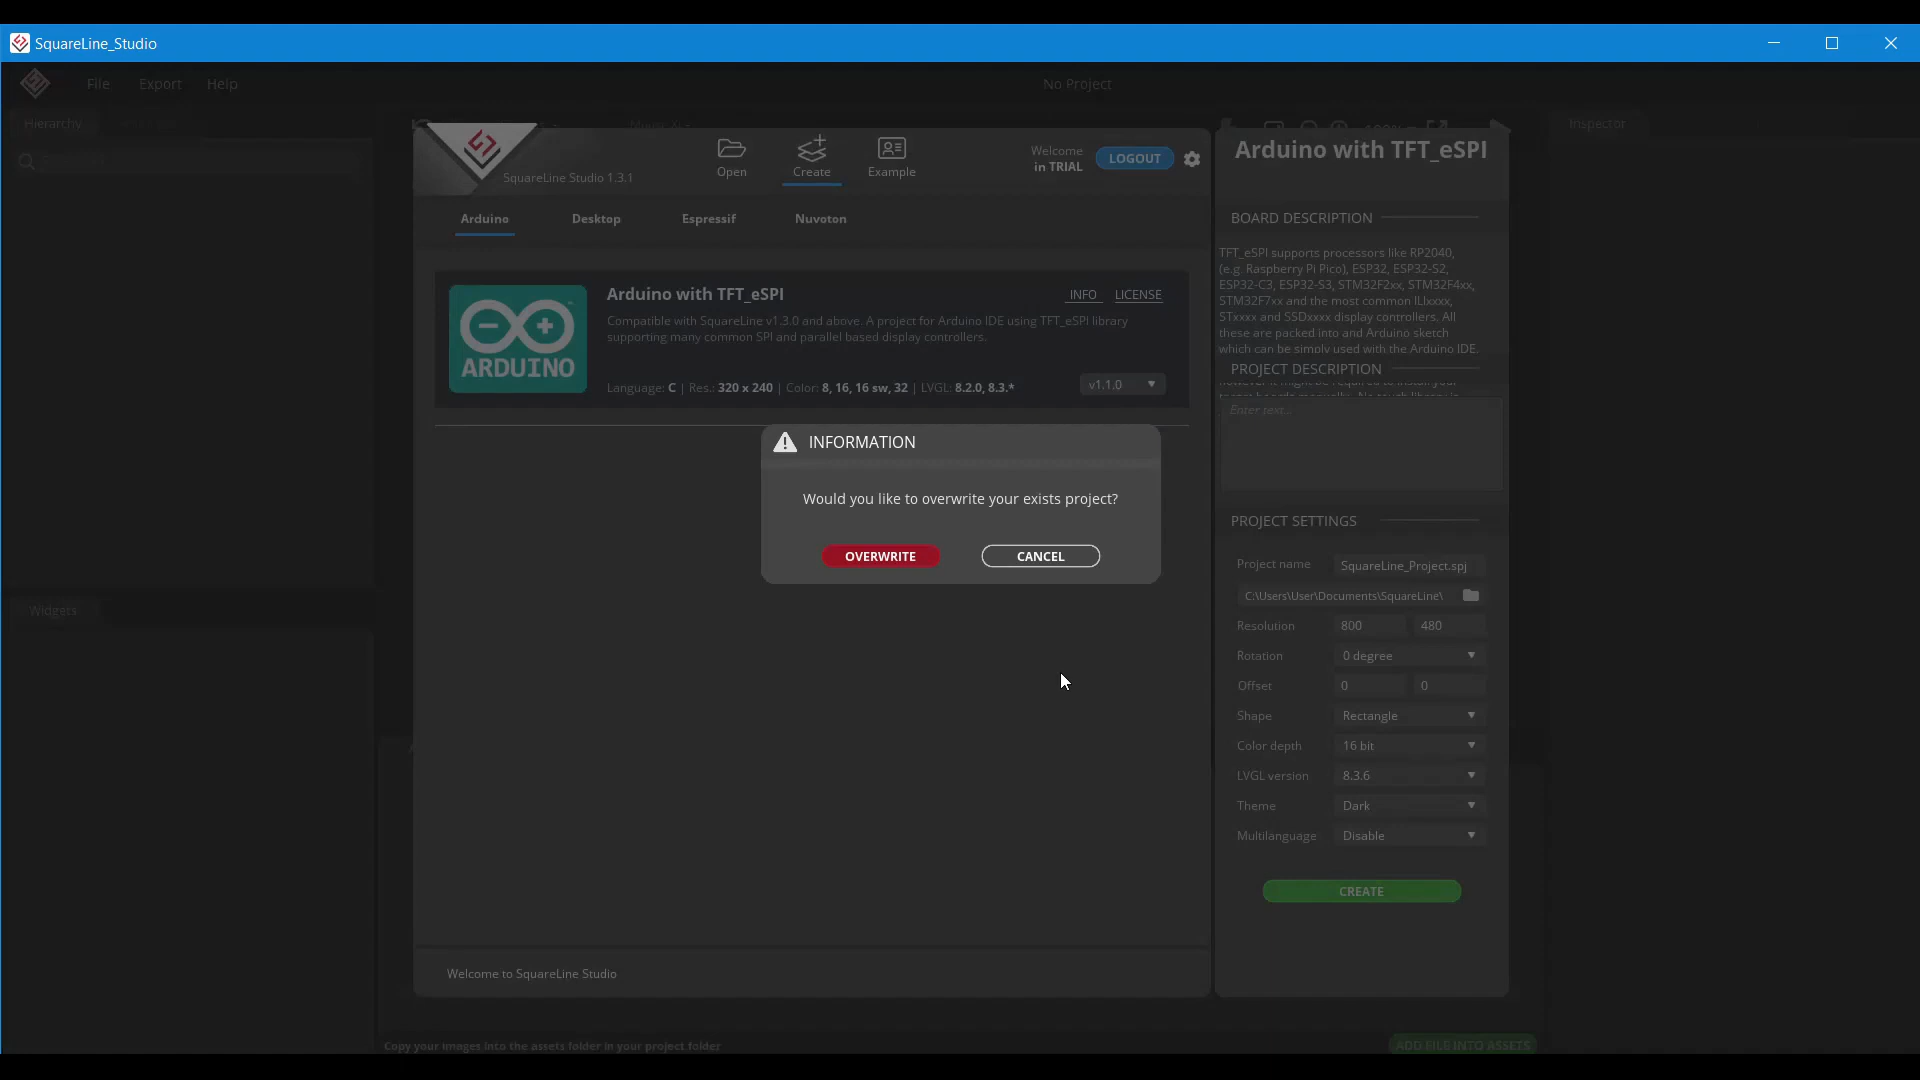 SquareLine_Studio
File Export Help
No Project
Hierarchy
Inspector
SquareLine Studio 1.3.1
Open
Create
Example
Welcome
in TRIAL
LOGOUT
Arduino Desktop Espressif Nuvoton
ARDUINO
Arduino with TFT_eSPI
INFO LICENSE
Compatible with SquareLine v1.3.0 and above. A project for Arduino IDE using TFT_eSPI library
supporting many common SPI and parallel based display controllers.
Language: C | Res.: 320 x 240 | Color: 8, 16, 16 sw, 32 | LVGL: 8.2.0, 8.3.*
v1.1.0
INFORMATION
Would you like to overwrite your exists project?
OVERWRITE CANCEL
Widgets
Welcome to SquareLine Studio
Copy your images into the assets folder in your project folder
ADD FILE INTO ASSETS
Arduino with TFT_eSPI
BOARD DESCRIPTION
TFT_eSPI supports processors like RP2040,
(e.g. Raspberry Pi Pico), ESP32, ESP32-S2,
ESP32-C3, ESP32-S3, STM32F2xx, STM32F4xx,
STM32F7xx and the most common ILIxxxx,
STxxxx and SSDxxxx display controllers. All
these are packed into and Arduino sketch
which can be simply used with the Arduino IDE.
PROJECT DESCRIPTION
Enter text...
PROJECT SETTINGS
Project name SquareLine_Project.spj
C:\Users\User\Documents\SquareLine\
Resolution 800 480
Rotation 0 degree
Offset 0 0
Shape Rectangle
Color depth 16 bit
LVGL version 8.3.6
Theme Dark
Multilanguage Disable
CREATE